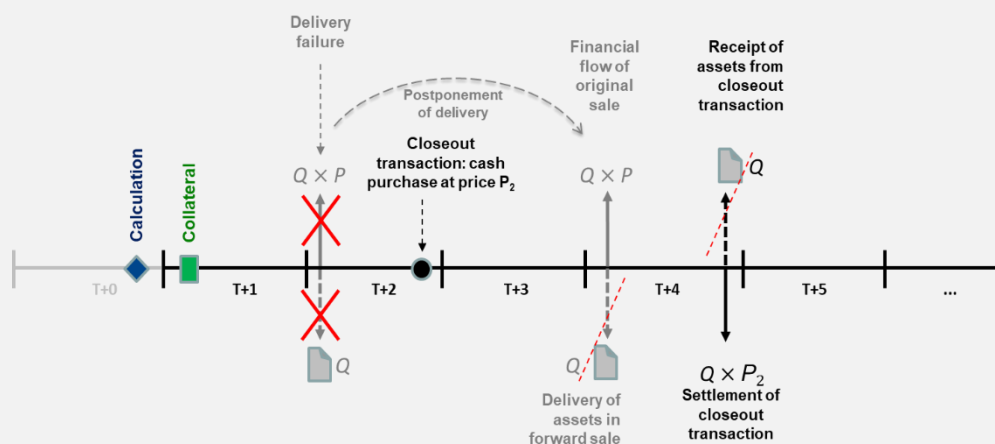 Delivery
failure
Financial
flow of
original
sale
Receipt of
assets from
closeout
transaction
Postponement
of delivery
Closeout
transaction: cash
purchase at price P₂
Calculation
Collateral
Q × P
Q × P
Q
T+0
T+1
T+2
T+3
T+4
T+5
...
Q
Q
Q × P₂
Delivery of
assets in
forward sale
Settlement of
closeout
transaction